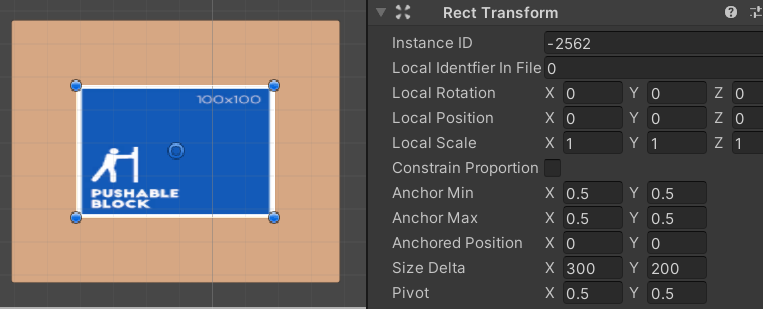 100x100
PUSHABLE
BLOCK
Rect Transform
Instance ID -2562
Local Identfier In File 0
Local Rotation X 0 Y 0 Z 0
Local Position X 0 Y 0 Z 0
Local Scale X 1 Y 1 Z 1
Constrain Proportion
Anchor Min X 0.5 Y 0.5
Anchor Max X 0.5 Y 0.5
Anchored Position X 0 Y 0
Size Delta X 300 Y 200
Pivot X 0.5 Y 0.5